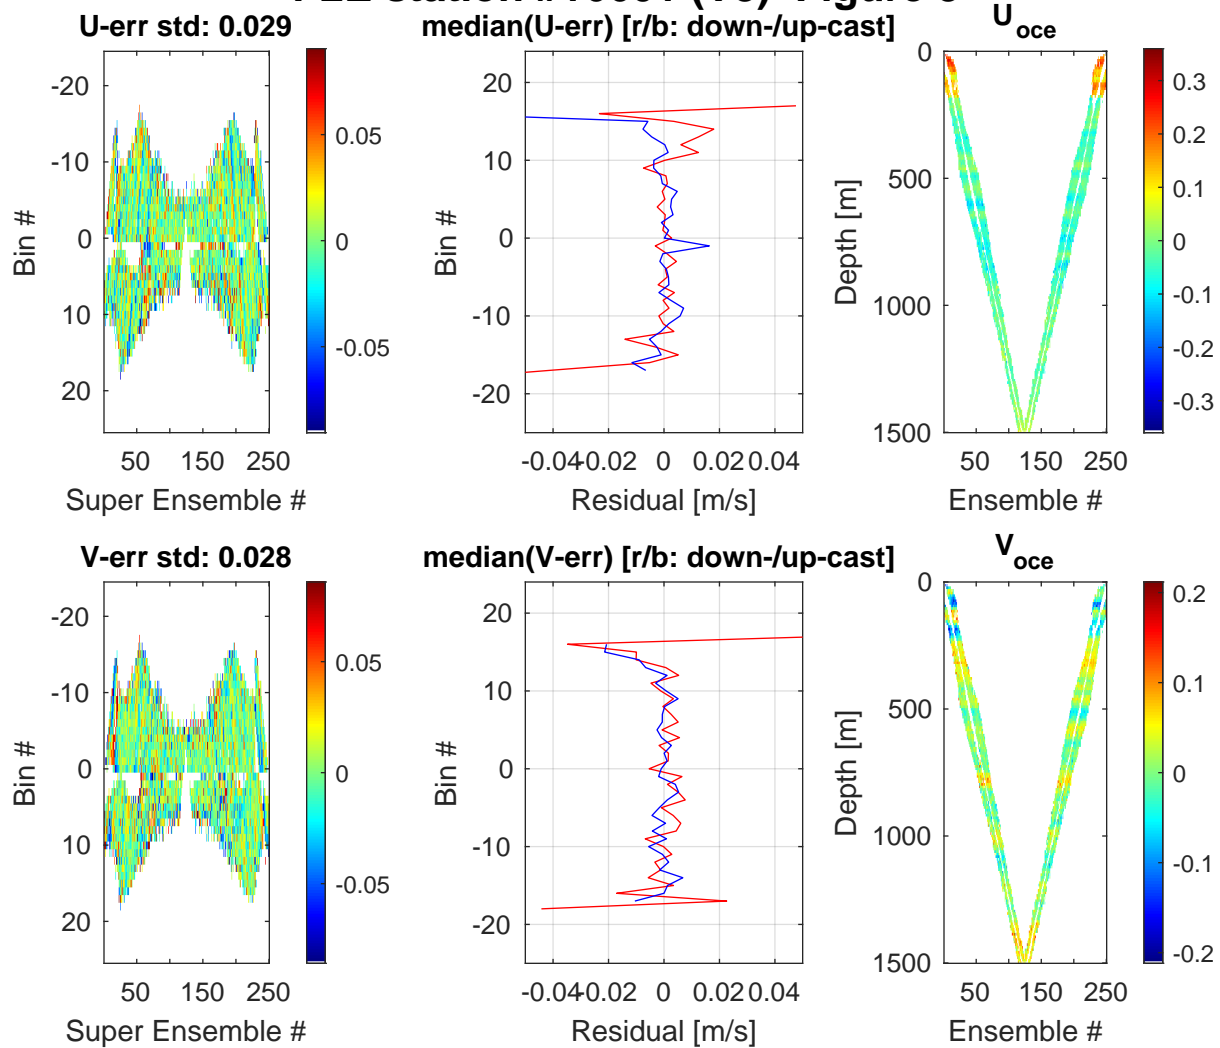 U-err std: 0.029
-20
-10
0
10
20
50 150 250
Super Ensemble #
Bin #
0.05
0
-0.05
median(U-err) [r/b: down-/up-cast]
20
10
0
-10
-20
-0.04 -0.02 0 0.02 0.04
Residual [m/s]
Bin #
U oce
0
500
1000
1500
50 150 250
Ensemble #
Depth [m]
0.3
0.2
0.1
0
-0.1
-0.2
-0.3
V-err std: 0.028
-20
-10
0
10
20
50 150 250
Super Ensemble #
Bin #
0.05
0
-0.05
median(V-err) [r/b: down-/up-cast]
20
10
0
-10
-20
-0.04 -0.02 0 0.02 0.04
Residual [m/s]
Bin #
V oce
0
500
1000
1500
50 150 250
Ensemble #
Depth [m]
0.2
0.1
0
-0.1
-0.2